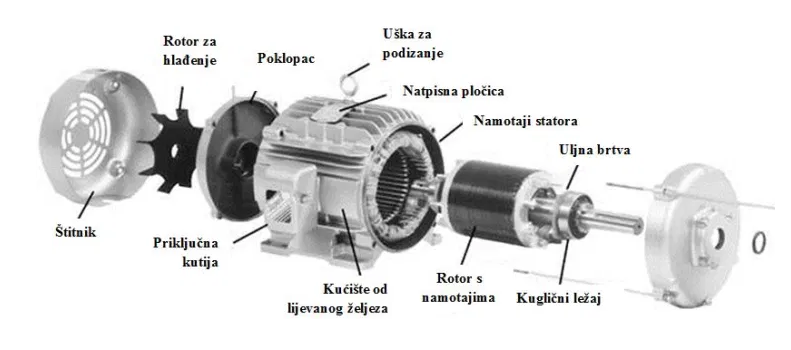 Rotor za
hlađenje
Poklopac
Uška za
podizanje
Natpisna pločica
Namotaji statora
Uljna brtva
Štitnik
Priključna
kutija
Kućište od
lijevanog željeza
Rotor s
namotajima
Kuglični ležaj